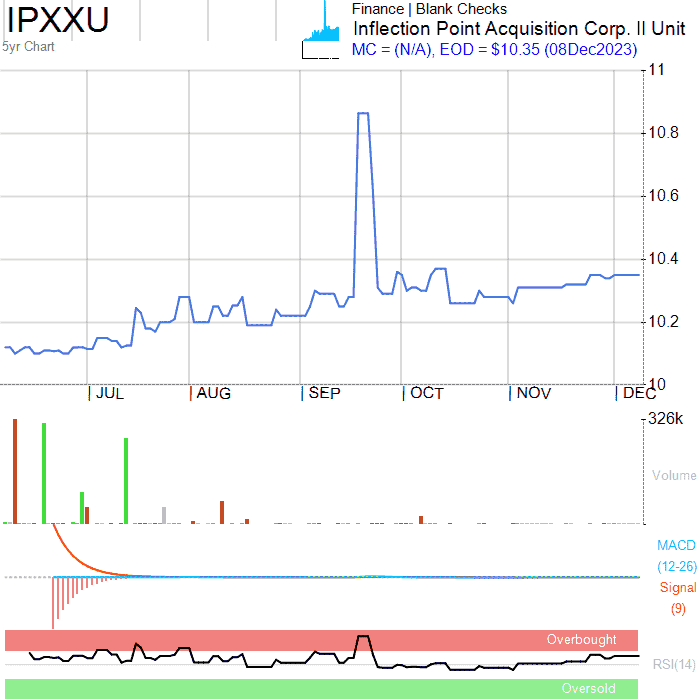 IPXXU
5yr Chart
Finance | Blank Checks
Inflection Point Acquisition Corp. II Unit
MC = (N/A), EOD = $10.35 (08Dec2023)
11
10.8
10.6
10.4
10.2
10
JUL AUG SEP OCT NOV DEC
326k
Volume
MACD
(12-26)
Signal
(9)
Overbought
RSI(14)
Oversold